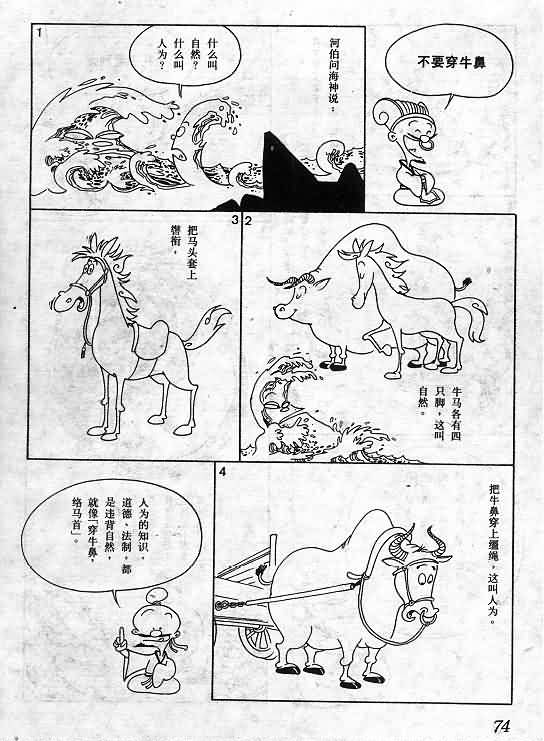 不要穿牛鼻
1
河伯问海神说：
什么叫
自然？
什么叫
人为？
2
牛马各有四
只脚，这叫
自然。
3
把马头套上
辔衔，
4
把牛鼻穿上缰绳，这叫人为。
人为的知识，
道德、法制，都
是违背自然，
就像「穿牛鼻，
络马首」。
74